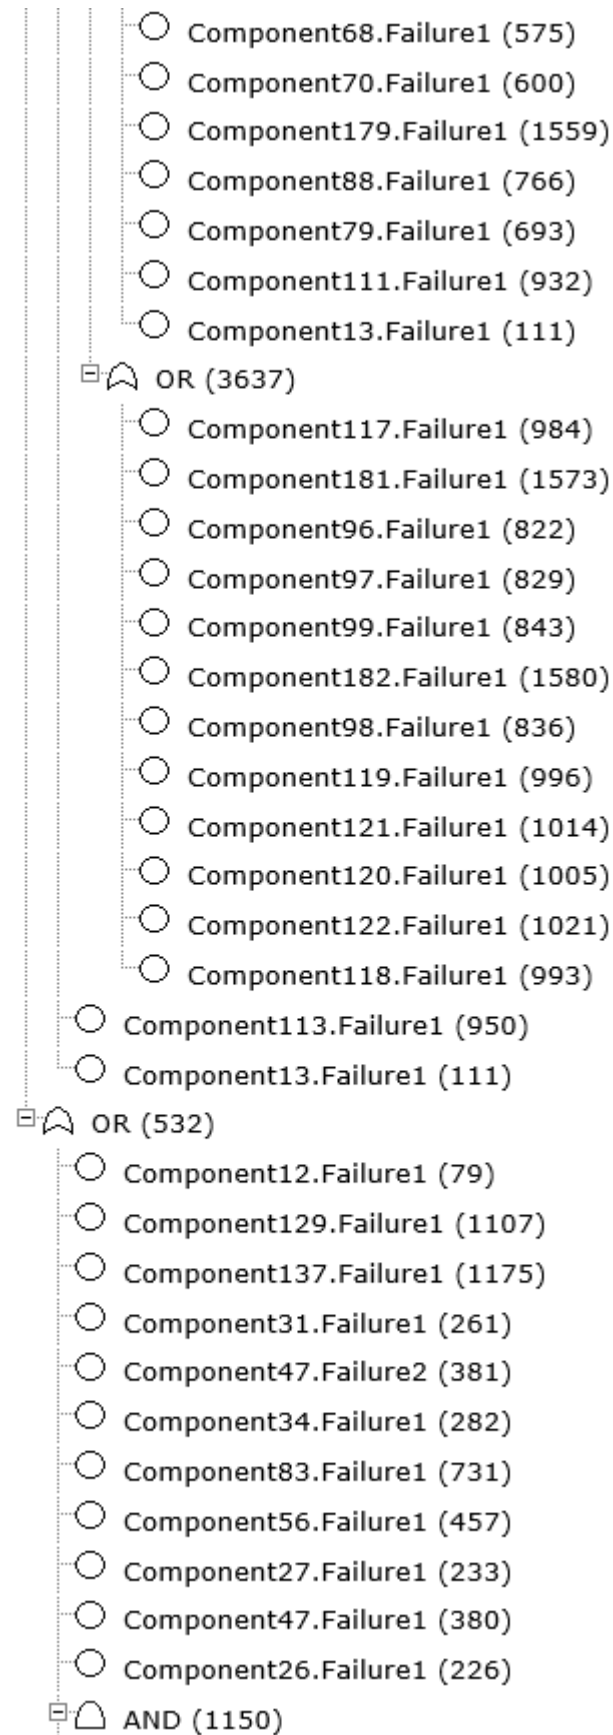 Component68.Failure1 (575)
Component70.Failure1 (600)
Component179.Failure1 (1559)
Component88.Failure1 (766)
Component79.Failure1 (693)
Component111.Failure1 (932)
Component13.Failure1 (111)
OR (3637)
Component117.Failure1 (984)
Component181.Failure1 (1573)
Component96.Failure1 (822)
Component97.Failure1 (829)
Component99.Failure1 (843)
Component182.Failure1 (1580)
Component98.Failure1 (836)
Component119.Failure1 (996)
Component121.Failure1 (1014)
Component120.Failure1 (1005)
Component122.Failure1 (1021)
Component118.Failure1 (993)
Component113.Failure1 (950)
Component13.Failure1 (111)
OR (532)
Component12.Failure1 (79)
Component129.Failure1 (1107)
Component137.Failure1 (1175)
Component31.Failure1 (261)
Component47.Failure2 (381)
Component34.Failure1 (282)
Component83.Failure1 (731)
Component56.Failure1 (457)
Component27.Failure1 (233)
Component47.Failure1 (380)
Component26.Failure1 (226)
AND (1150)